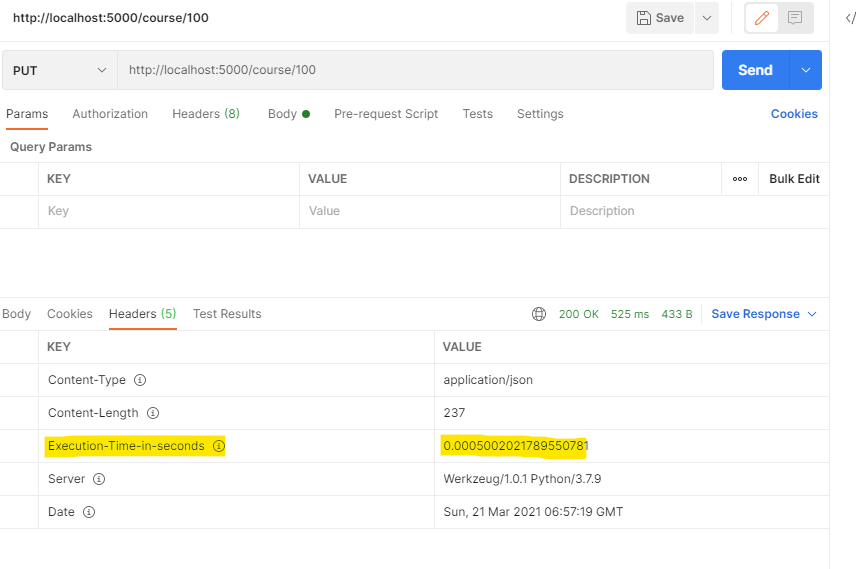 http://localhost:5000/course/100 Save
PUT http://localhost:5000/course/100 Send
Params Authorization Headers (8) Body Pre-request Script Tests Settings Cookies
Query Params
KEY VALUE DESCRIPTION ooo Bulk Edit
Key Value Description
Body Cookies Headers (5) Test Results 200 OK 525 ms 433 B Save Response
KEY VALUE
Content-Type application/json
Content-Length 237
Execution-Time-in-seconds 0.0005002021789550781
Server Werkzeug/1.0.1 Python/3.7.9
Date Sun, 21 Mar 2021 06:57:19 GMT